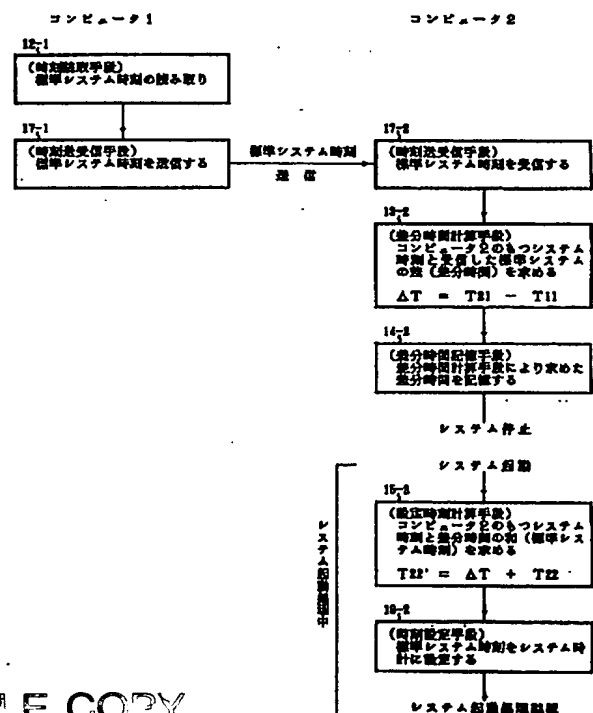 コンピュータ1
コンピュータ2
12-1
(時刻読取手段)
標準システム時刻の読み取り
17-1
(時刻送受信手段)
標準システム時刻を送信する
標準システム時刻
送 信
17-2
(時刻送受信手段)
標準システム時刻を受信する
13-2
(差分時間計算手段)
コンピュータ2のもつシステム
時刻と受信した標準システム
の差(差分時間)を求める
ΔT = T21 - T11
14-2
(差分時間記憶手段)
差分時間計算手段により求めた
差分時間を記憶する
システム停止
システム起動
15-2
(設定時刻計算手段)
コンピュータ2のもつシステム
時刻と差分時間の和(標準シス
テム時刻)を求める
T22' = ΔT + T22
16-2
(時刻設定手段)
標準システム時刻をシステム時
計に設定する
システム起動処理
COPY